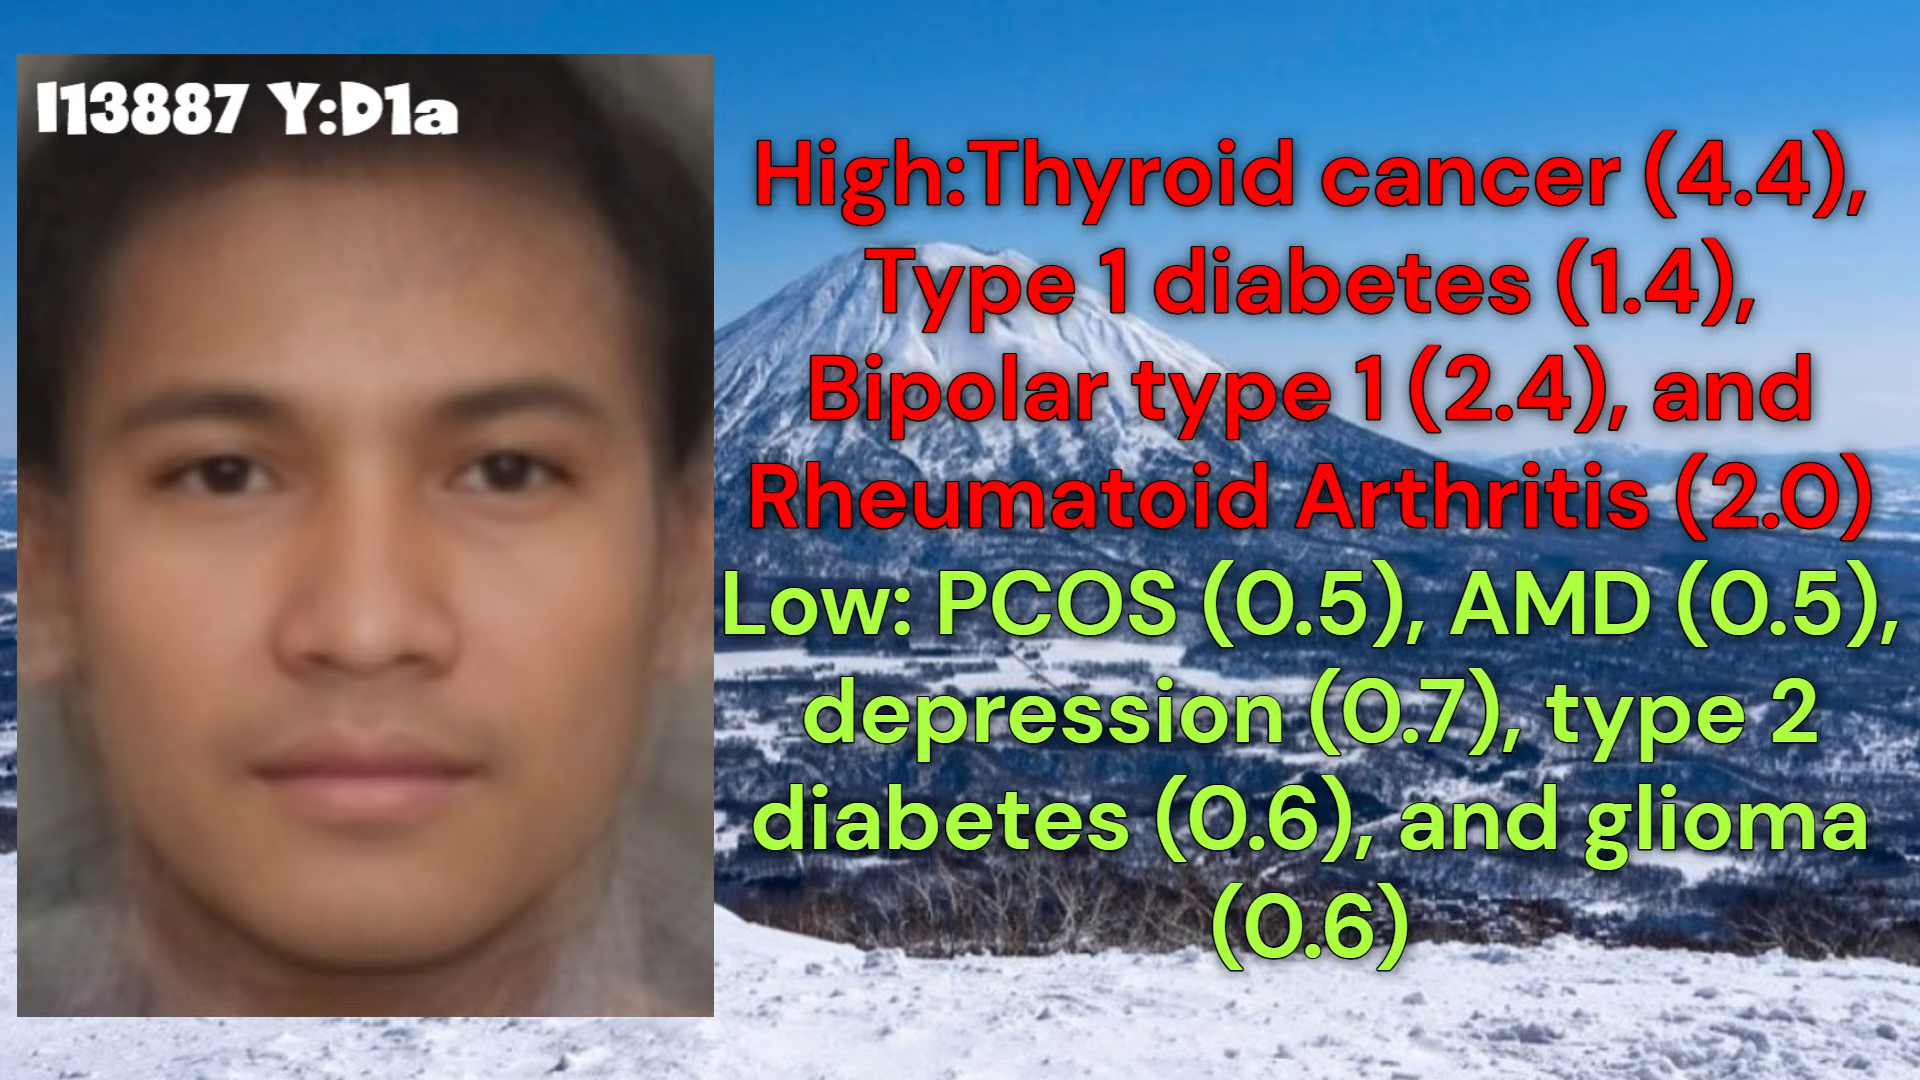 I13887 Y:D1a
High:Thyroid cancer (4.4),
Type 1 diabetes (1.4),
Bipolar type 1 (2.4), and
Rheumatoid Arthritis (2.0)
Low: PCOS (0.5), AMD (0.5),
depression (0.7), type 2
diabetes (0.6), and glioma
(0.6)